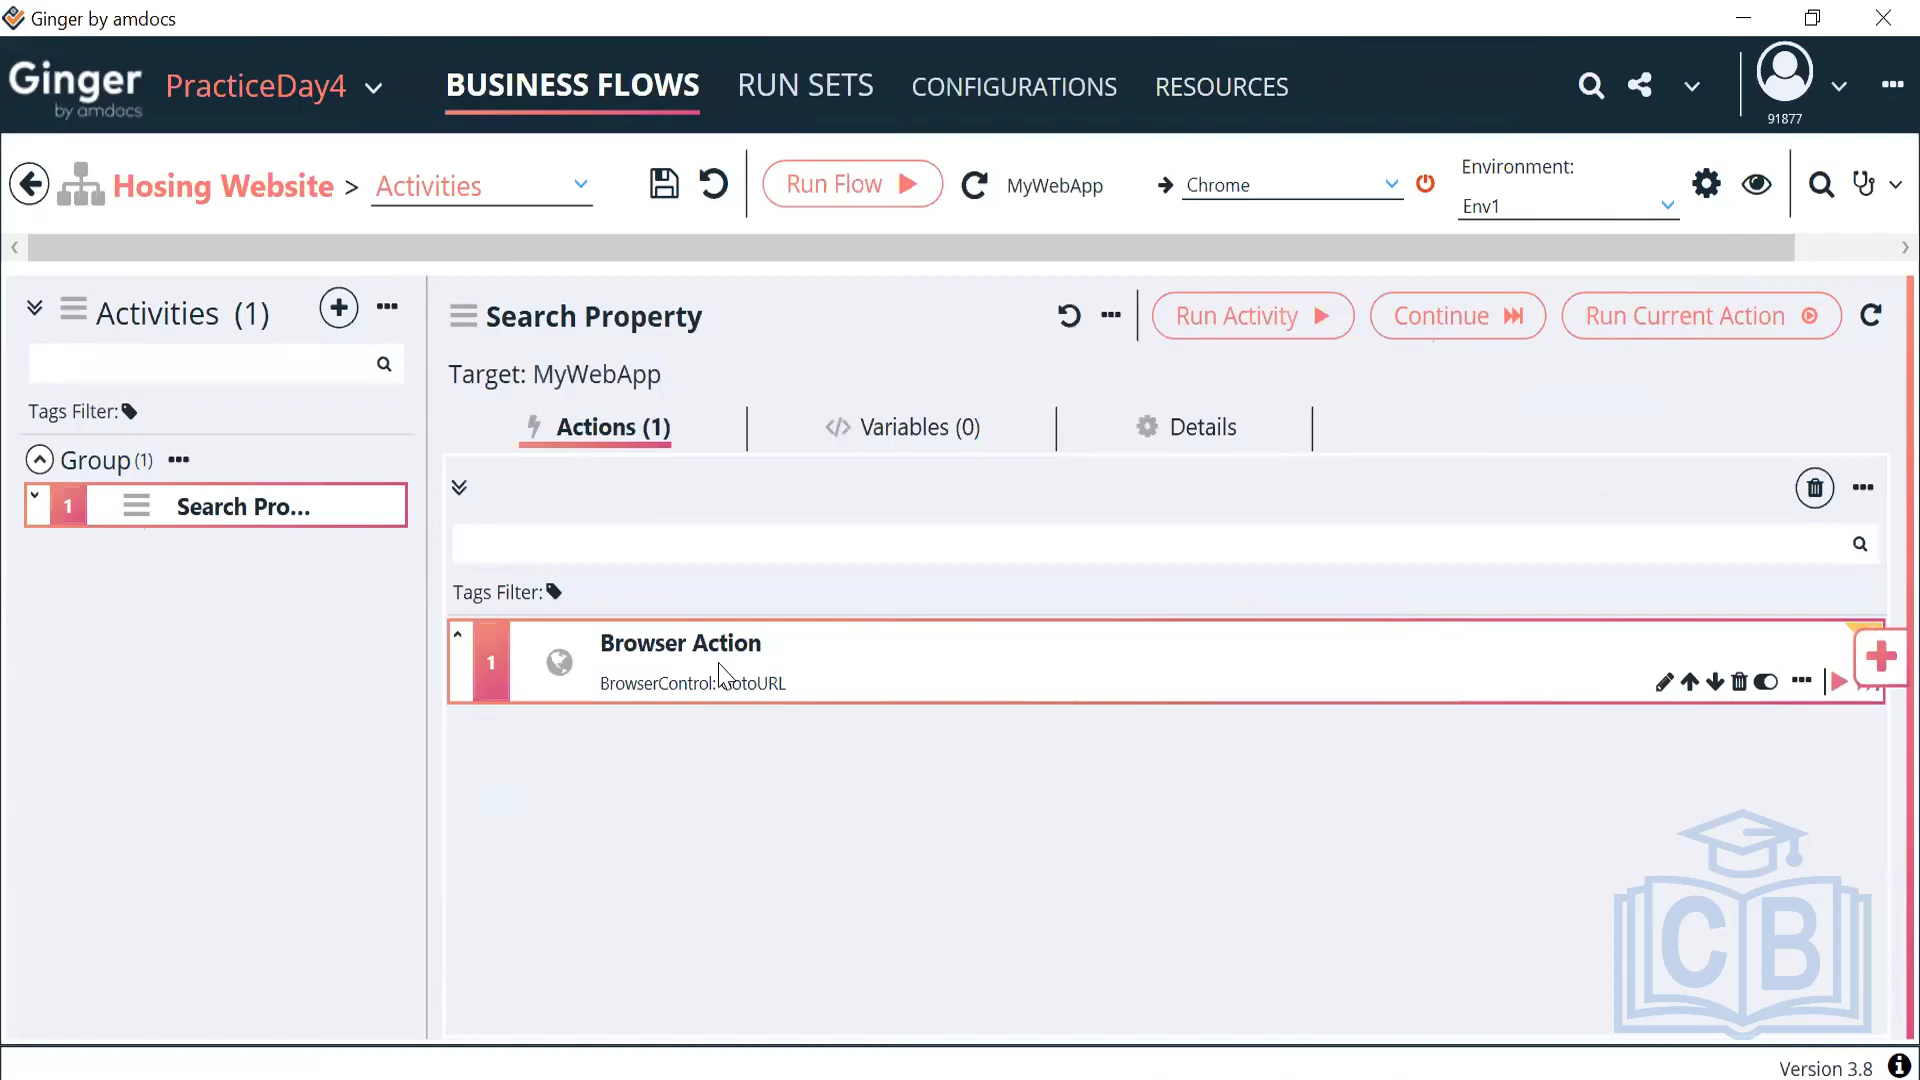 Ginger by amdocs
Ginger by amdocs
PracticeDay4
BUSINESS FLOWS
RUN SETS
CONFIGURATIONS
RESOURCES
91877
Hosing Website > Activities
Run Flow
MyWebApp
Chrome
Environment:
Env1
Activities (1)
Tags Filter:
Group (1)
1 Search Pro...
Search Property
Run Activity
Continue
Run Current Action
Target: MyWebApp
Actions (1)
Variables (0)
Details
Tags Filter:
1
Browser Action
BrowserControl: otoURL
CB
Version 3.8